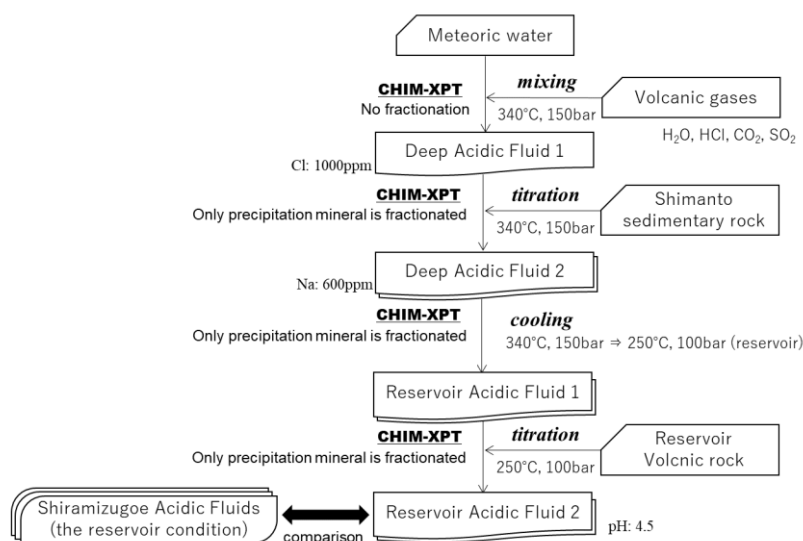 Meteoric water
CHIM-XPT
No fractionation
mixing
340°C, 150bar
Volcanic gases
H₂O, HCl, CO₂, SO₂
Cl: 1000ppm
Deep Acidic Fluid 1
CHIM-XPT
Only precipitation mineral is fractionated
titration
340°C, 150bar
Shimanto
sedimentary rock
Na: 600ppm
Deep Acidic Fluid 2
CHIM-XPT
Only precipitation mineral is fractionated
cooling
340°C, 150bar ⇒ 250°C, 100bar (reservoir)
Reservoir Acidic Fluid 1
CHIM-XPT
Only precipitation mineral is fractionated
titration
250°C, 100bar
Reservoir
Volcnic rock
Shiramizugoe Acidic Fluids
(the reservoir condition)
comparison
Reservoir Acidic Fluid 2
pH: 4.5